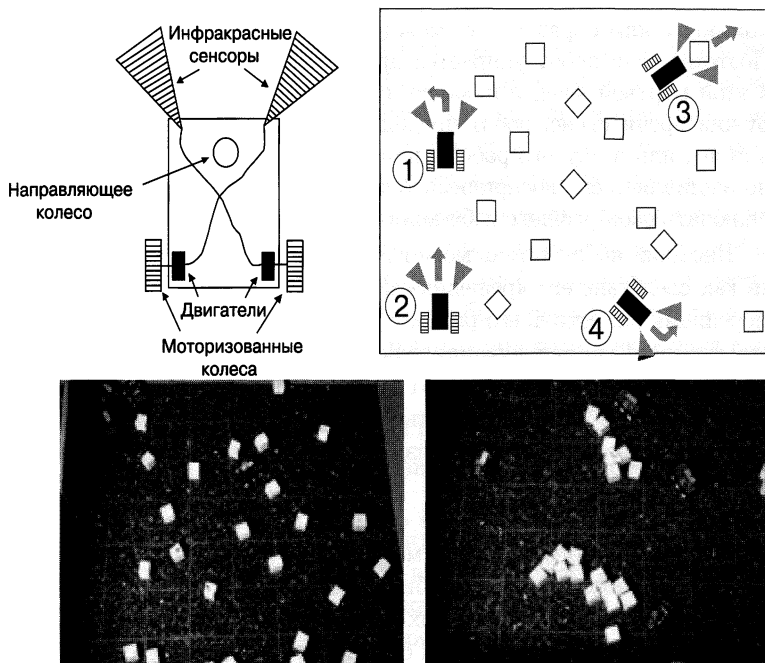 Инфракрасные
сенсоры
Направляющее
колесо
Двигатели
Моторизованные
колеса
1
2
3
4